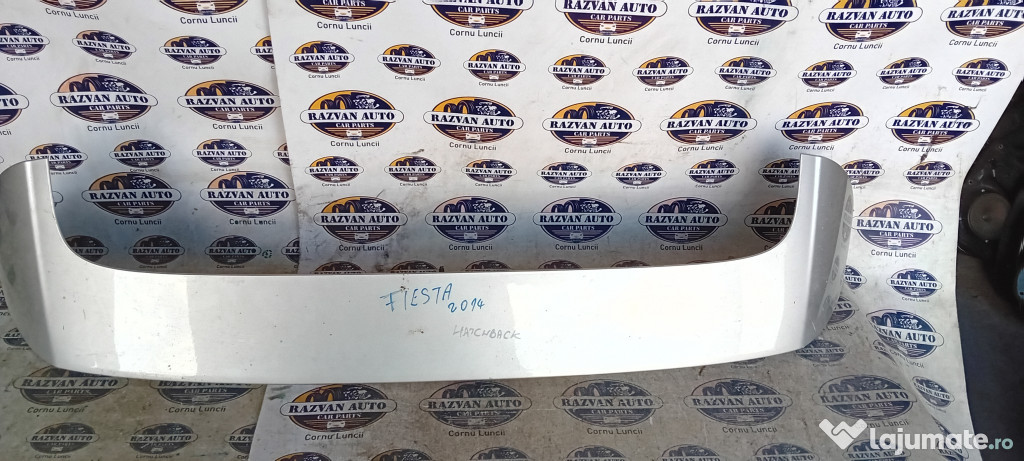 RAZVAN AUTO
CAR PARTS
Cornu Luncii
FIESTA
2014
HATCHBACK
lajumate.ro